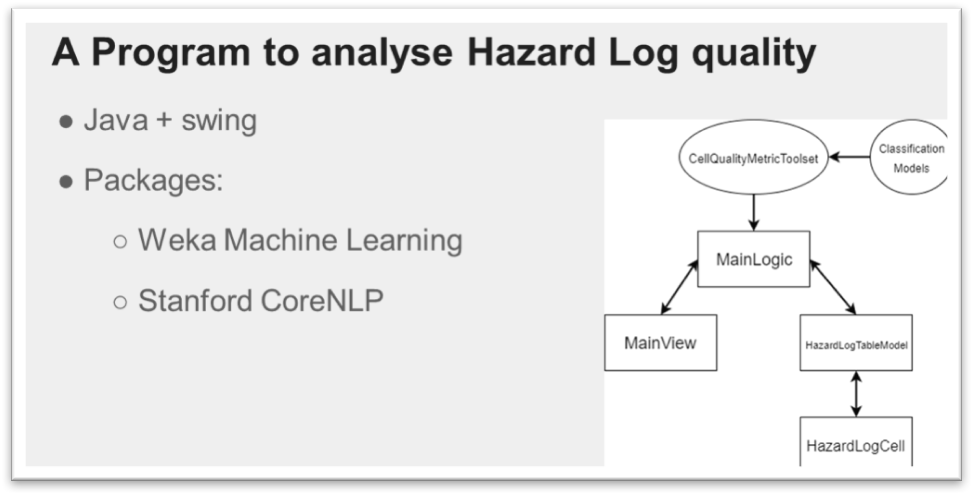 A Program to analyse Hazard Log quality
● Java + swing
● Packages:
○ Weka Machine Learning
○ Stanford CoreNLP
CellQualityMetricToolset
Classification
Models
MainLogic
MainView
HazardLogTableModel
HazardLogCell